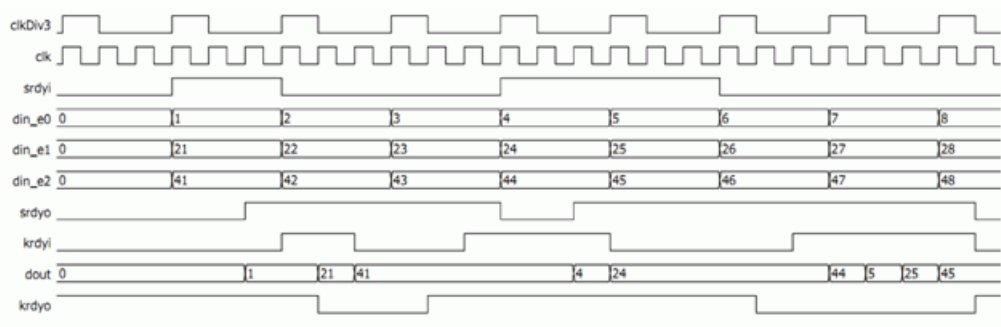 clkDiv3
clk
srdyi
din_e0 0 1 2 3 4 5 6 7 8
din_e1 0 21 22 23 24 25 26 27 28
din_e2 0 41 42 43 44 45 46 47 48
srdyo
krdyi
dout 0 1 21 41 4 24 44 5 25 45
krdyo